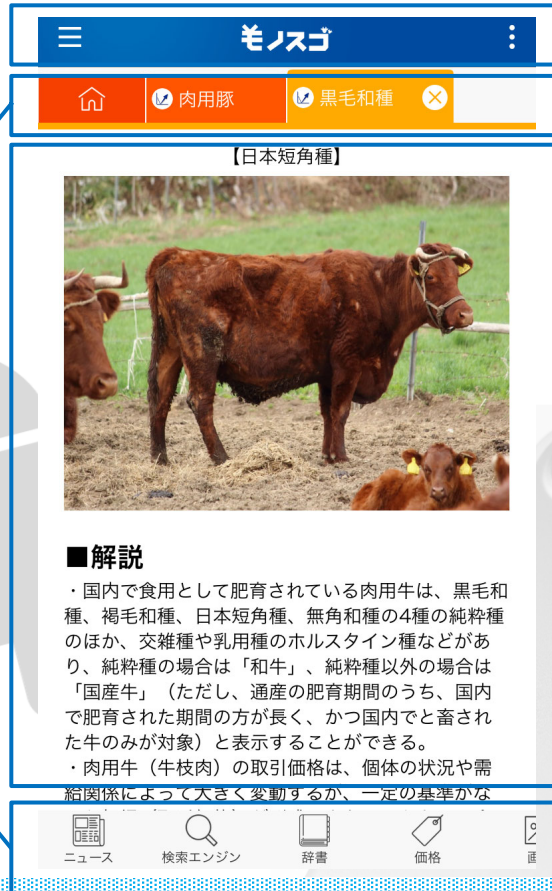 モノスゴ
肉用豚
黒毛和種
【日本短角種】
■解説
・国内で食用として肥育されている肉用牛は、黒毛和
種、褐毛和種、日本短角種、無角和種の4種の純粋種
のほか、交雑種や乳用種のホルスタイン種などがあ
り、純粋種の場合は「和牛」、純粋種以外の場合は
「国産牛」（ただし、通産の肥育期間のうち、国内
で肥育された期間の方が長く、かつ国内でと畜され
た牛のみが対象）と表示することができる。
・肉用牛（牛枝肉）の取引価格は、個体の状況や需
給関係によって大きく変動するが、一定の基準がな
ニュース
検索エンジン
辞書
価格